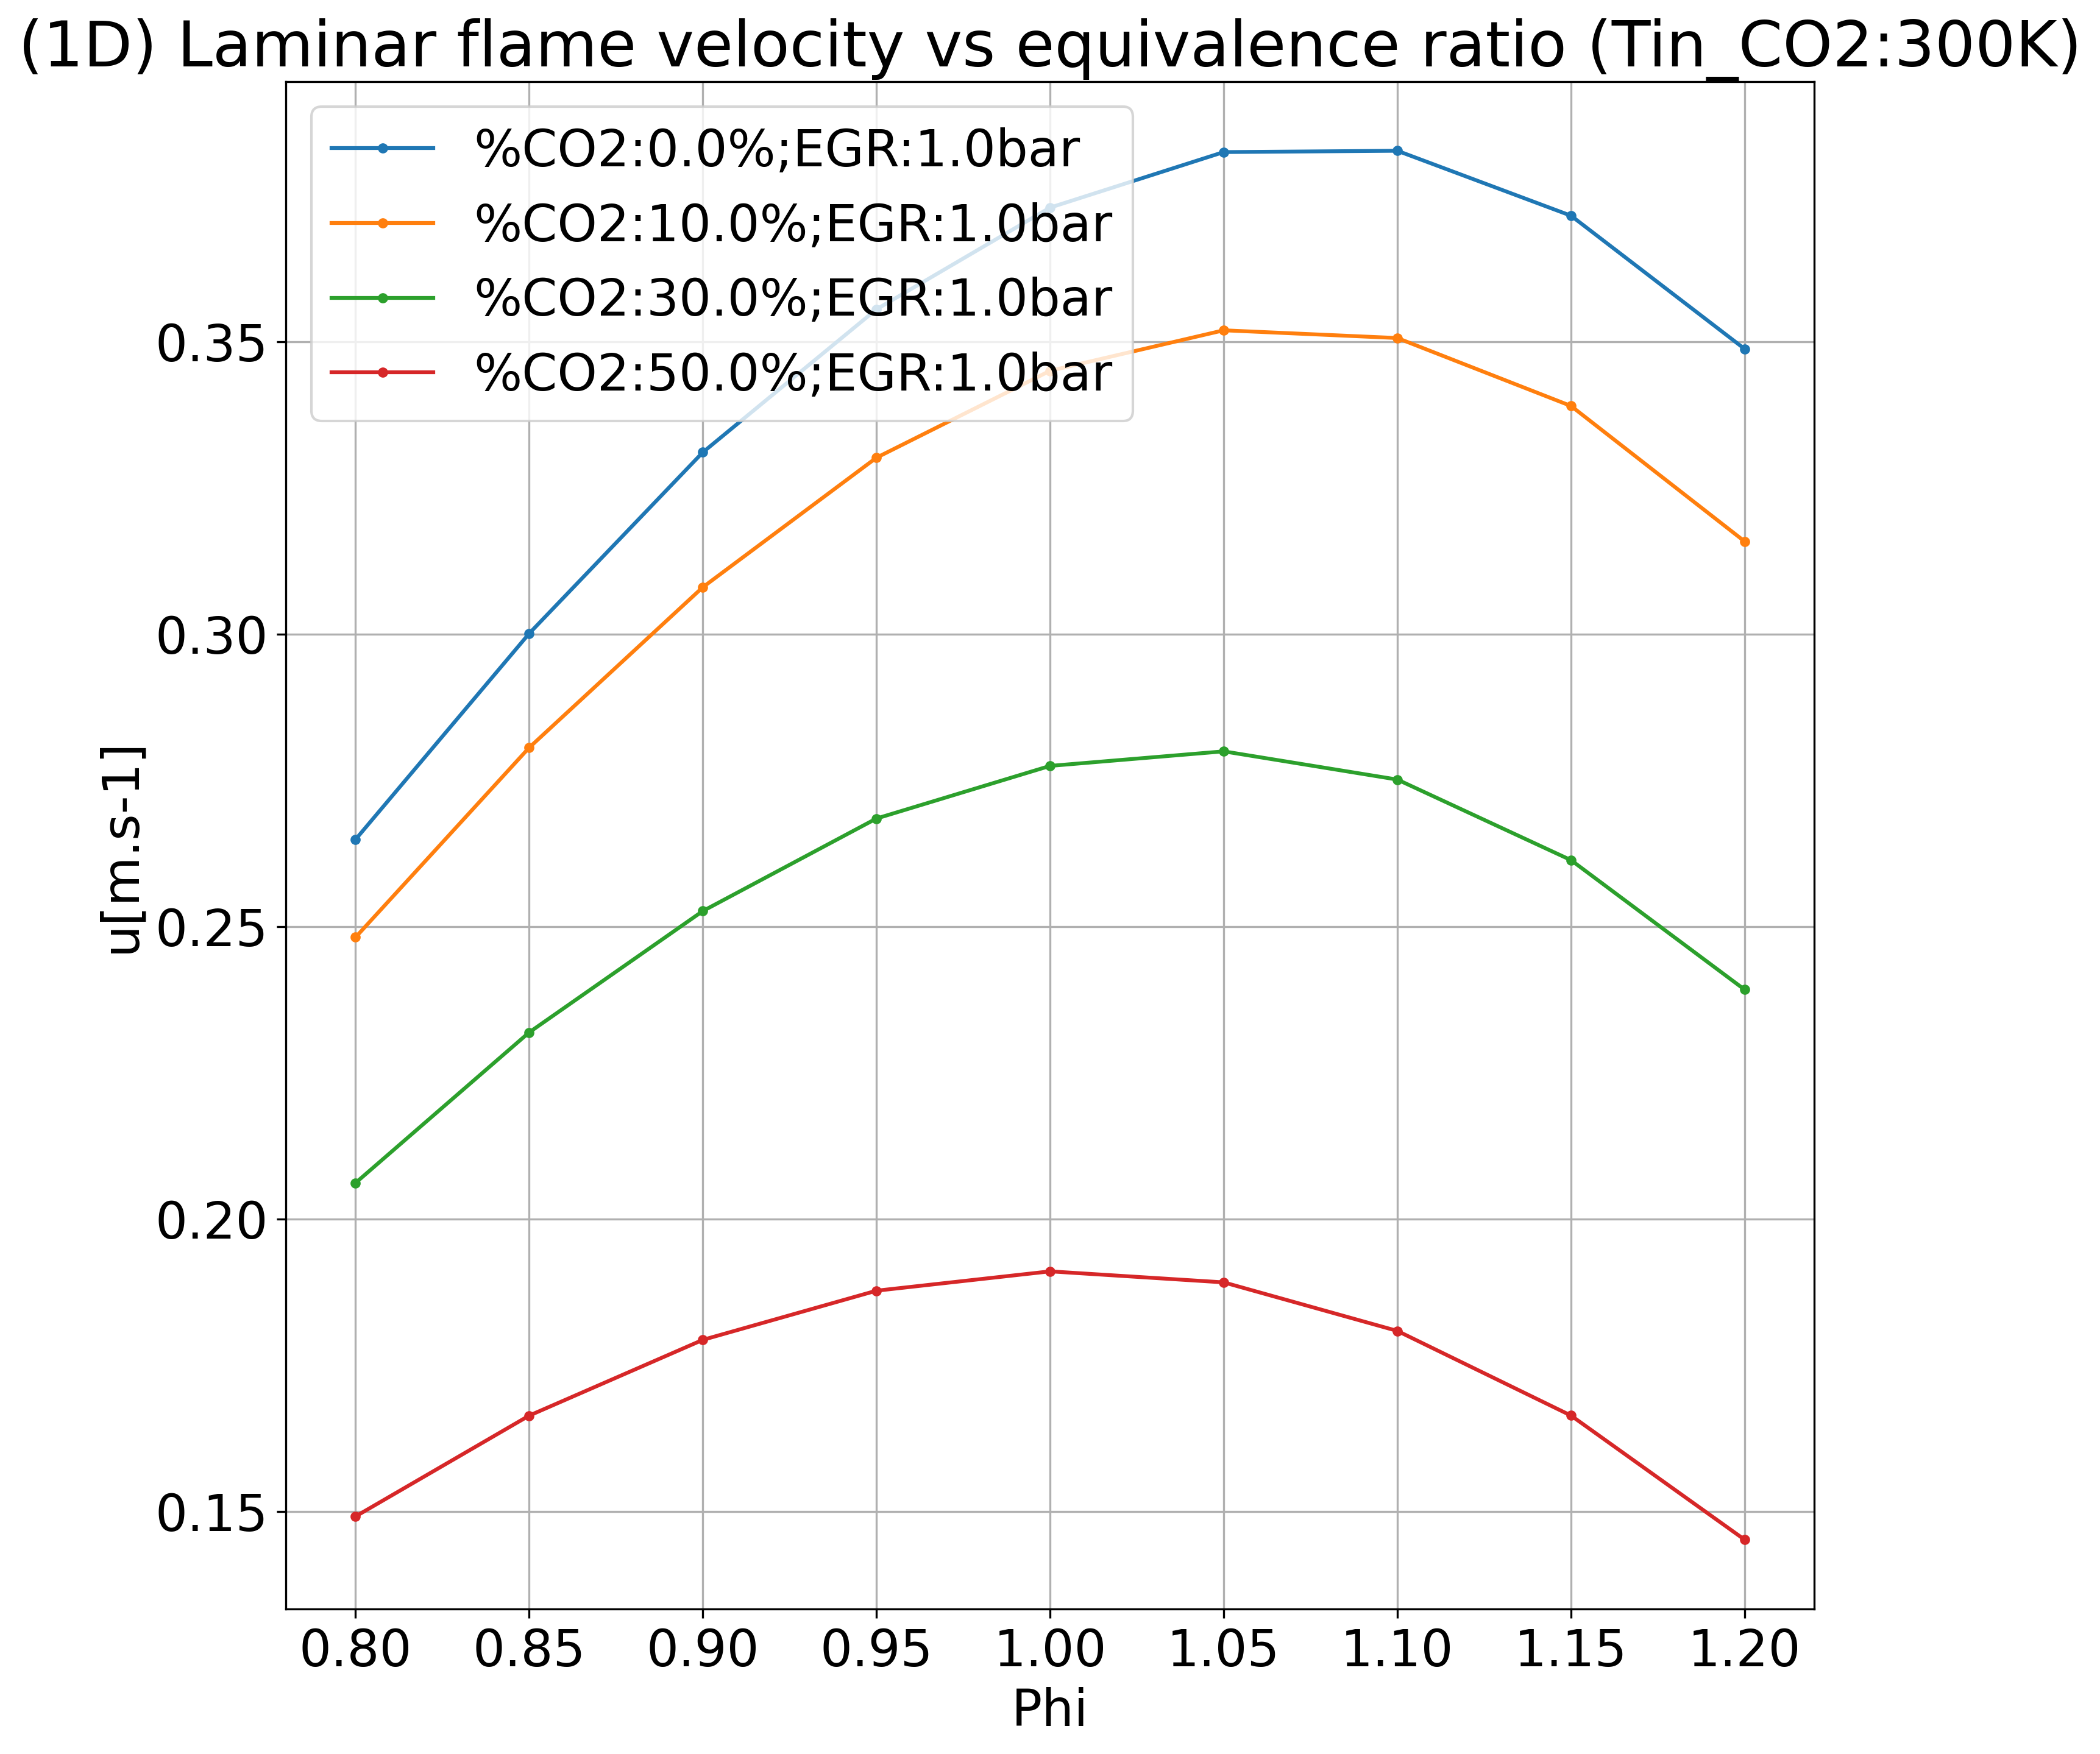 (1D) Laminar flame velocity vs equivalence ratio (Tin_CO2:300K)
%CO2:0.0%;EGR:1.0bar
%CO2:10.0%;EGR:1.0bar
%CO2:30.0%;EGR:1.0bar
%CO2:50.0%;EGR:1.0bar
0.35
0.30
0.25
0.20
0.15
u[m.s-1]
0.80 0.85 0.90 0.95 1.00 1.05 1.10 1.15 1.20
Phi